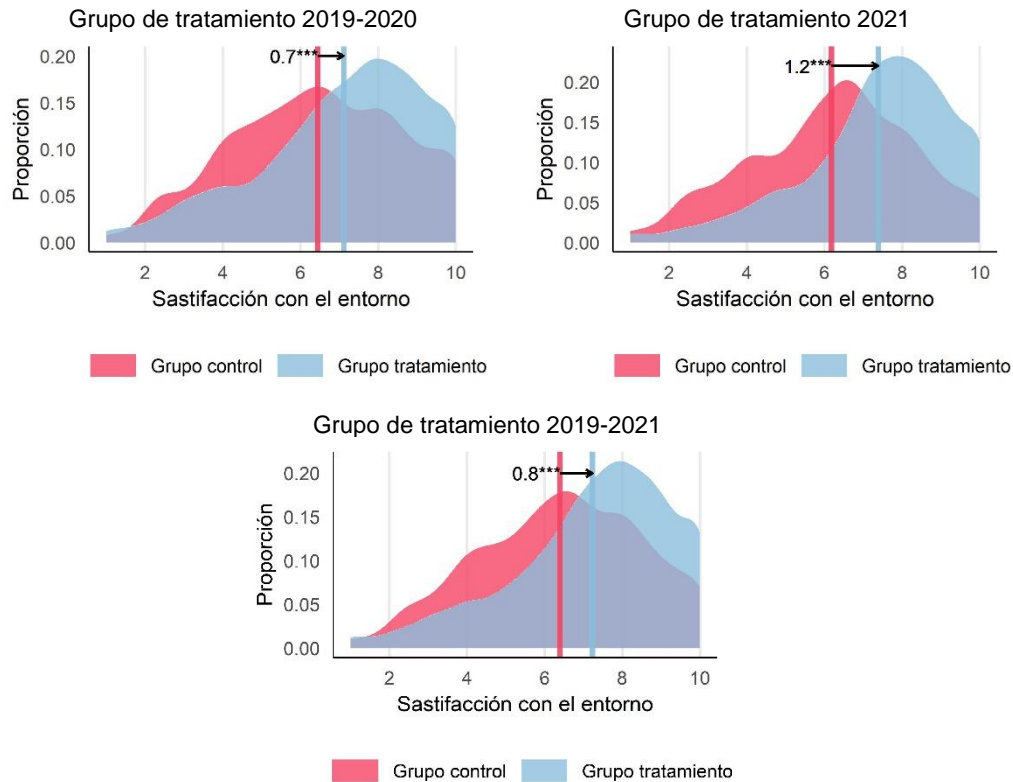 Grupo de tratamiento 2019-2020
0.7***
0.20
0.15
0.10
0.05
0.00
Proporción
2 4 6 8 10
Sastifacción con el entorno
Grupo control Grupo tratamiento
Grupo de tratamiento 2021
1.2***
0.20
0.15
0.10
0.05
0.00
Proporción
2 4 6 8 10
Sastifacción con el entorno
Grupo control Grupo tratamiento
Grupo de tratamiento 2019-2021
0.8***
0.20
0.15
0.10
0.05
0.00
Proporción
2 4 6 8 10
Sastifacción con el entorno
Grupo control Grupo tratamiento